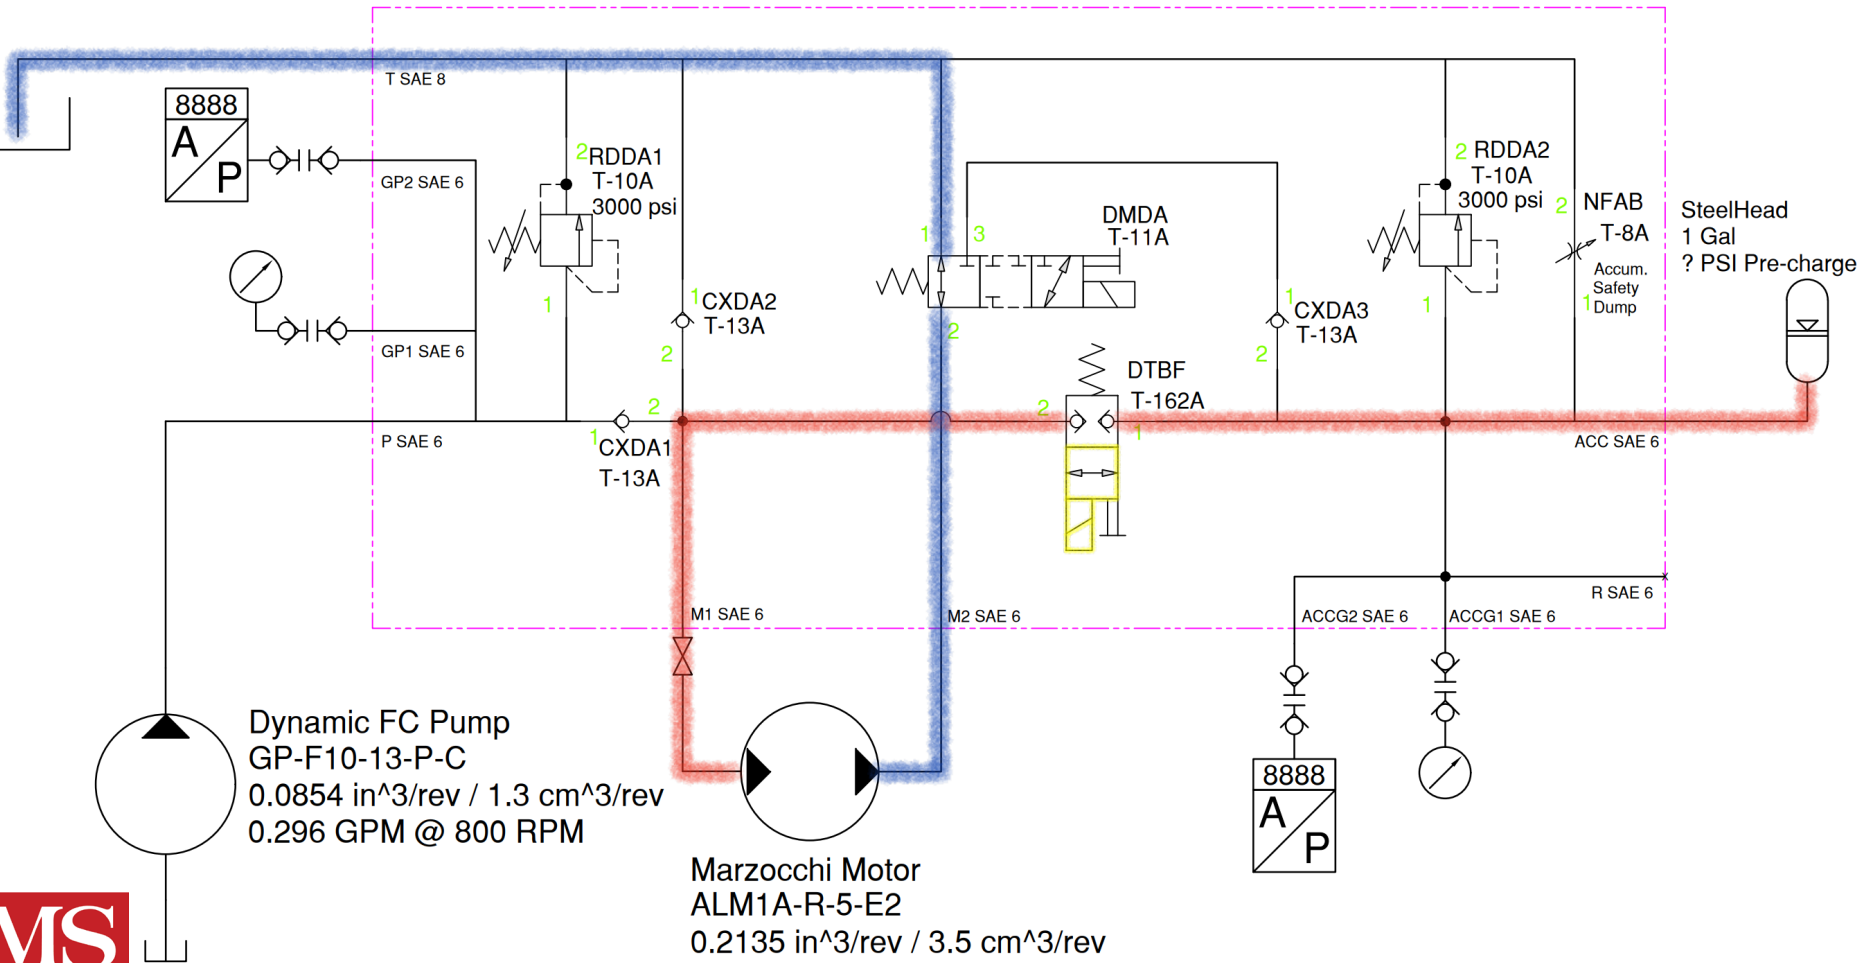 T SAE 8
8888
A
P
GP2 SAE 6
2
RDDA1
T-10A
3000 psi
1
GP1 SAE 6
1
CXDA2
T-13A
2
1
3
DMDA
T-11A
2
1
CXDA3
T-13A
2
2
RDDA2
T-10A
3000 psi
1
2
NFAB
T-8A
Accum.
Safety
Dump
1
SteelHead
1 Gal
? PSI Pre-charge
DTBF
T-162A
2
1
P SAE 6
2
1
CXDA1
T-13A
ACC SAE 6
M1 SAE 6
M2 SAE 6
R SAE 6
ACCG2 SAE 6
ACCG1 SAE 6
8888
A
P
Dynamic FC Pump
GP-F10-13-P-C
0.0854 in^3/rev / 1.3 cm^3/rev
0.296 GPM @ 800 RPM
Marzocchi Motor
ALM1A-R-5-E2
0.2135 in^3/rev / 3.5 cm^3/rev
MS